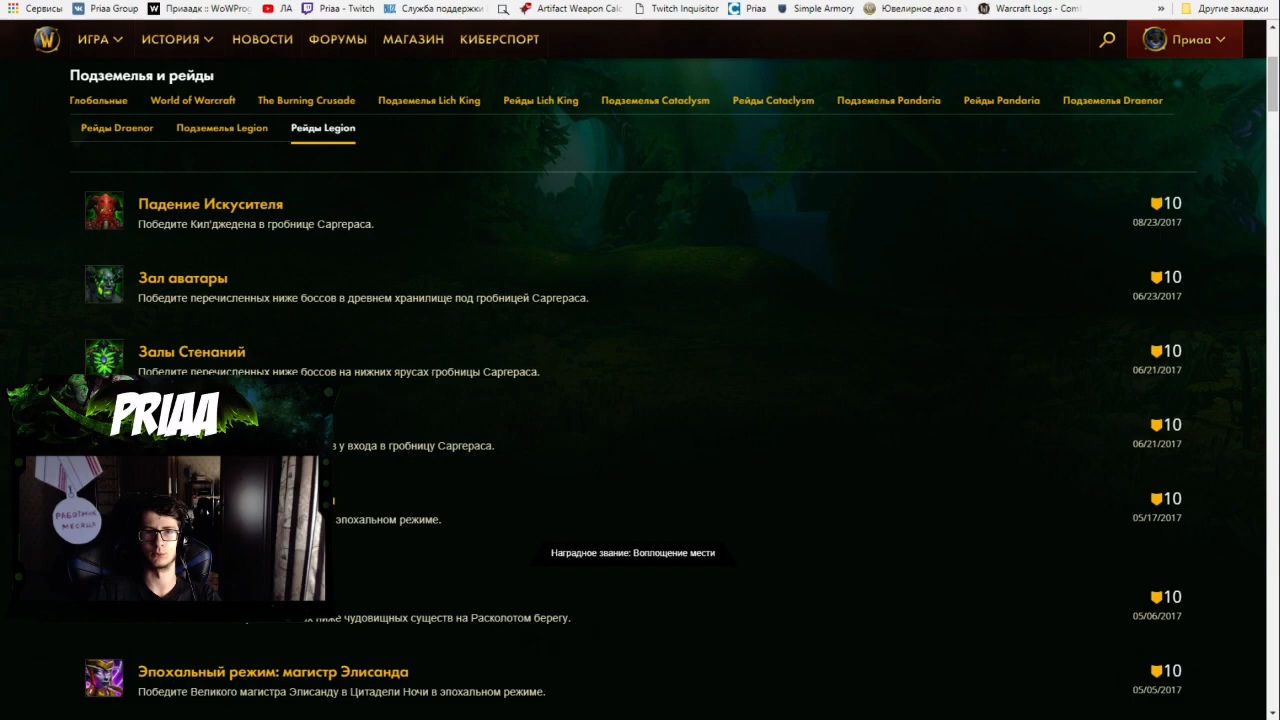 Сервисы Priaa Group Приаадк :: WoWProg ЛА Priaa - Twitch Служба поддержки Artifact Weapon Calc Twitch Inquisitor Priaa Simple Armory Ювелирное дело в Warcraft Logs - Comb » Другие закладки
ИГРА ИСТОРИЯ НОВОСТИ ФОРУМЫ МАГАЗИН КИБЕРСПОРТ Приаа
Подземелья и рейды
Глобальные World of Warcraft The Burning Crusade Подземелья Lich King Рейды Lich King Подземелья Cataclysm Рейды Cataclysm Подземелья Pandaria Рейды Pandaria Подземелья Draenor
Рейды Draenor Подземелья Legion Рейды Legion
Падение Искусителя 10
Победите Кил'джедена в гробнице Саргераса. 08/23/2017
Зал аватары 10
Победите перечисленных ниже боссов в древнем хранилище под гробницей Саргераса. 06/23/2017
Залы Стенаний 10
Победите перечисленных ниже боссов на нижних ярусах гробницы Саргераса. 06/21/2017
PRIAA
10
у входа в гробницу Саргераса. 06/21/2017
10
эпохальном режиме. 05/17/2017
РАБОТНИК
МЕСЯЦА
Наградное звание: Воплощение мести
10
ниже чудовищных существ на Расколотом берегу. 05/06/2017
Эпохальный режим: магистр Элисанда 10
Победите Великого магистра Элисанду в Цитадели Ночи в эпохальном режиме. 05/05/2017